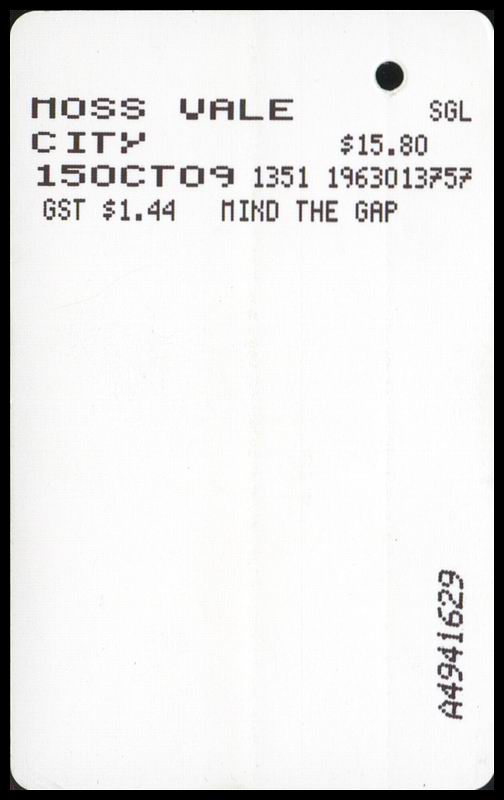 MOSS VALE SGL
CITY $15.80
15OCT09 1351 1963013757
GST $1.44 MIND THE GAP
A4941629